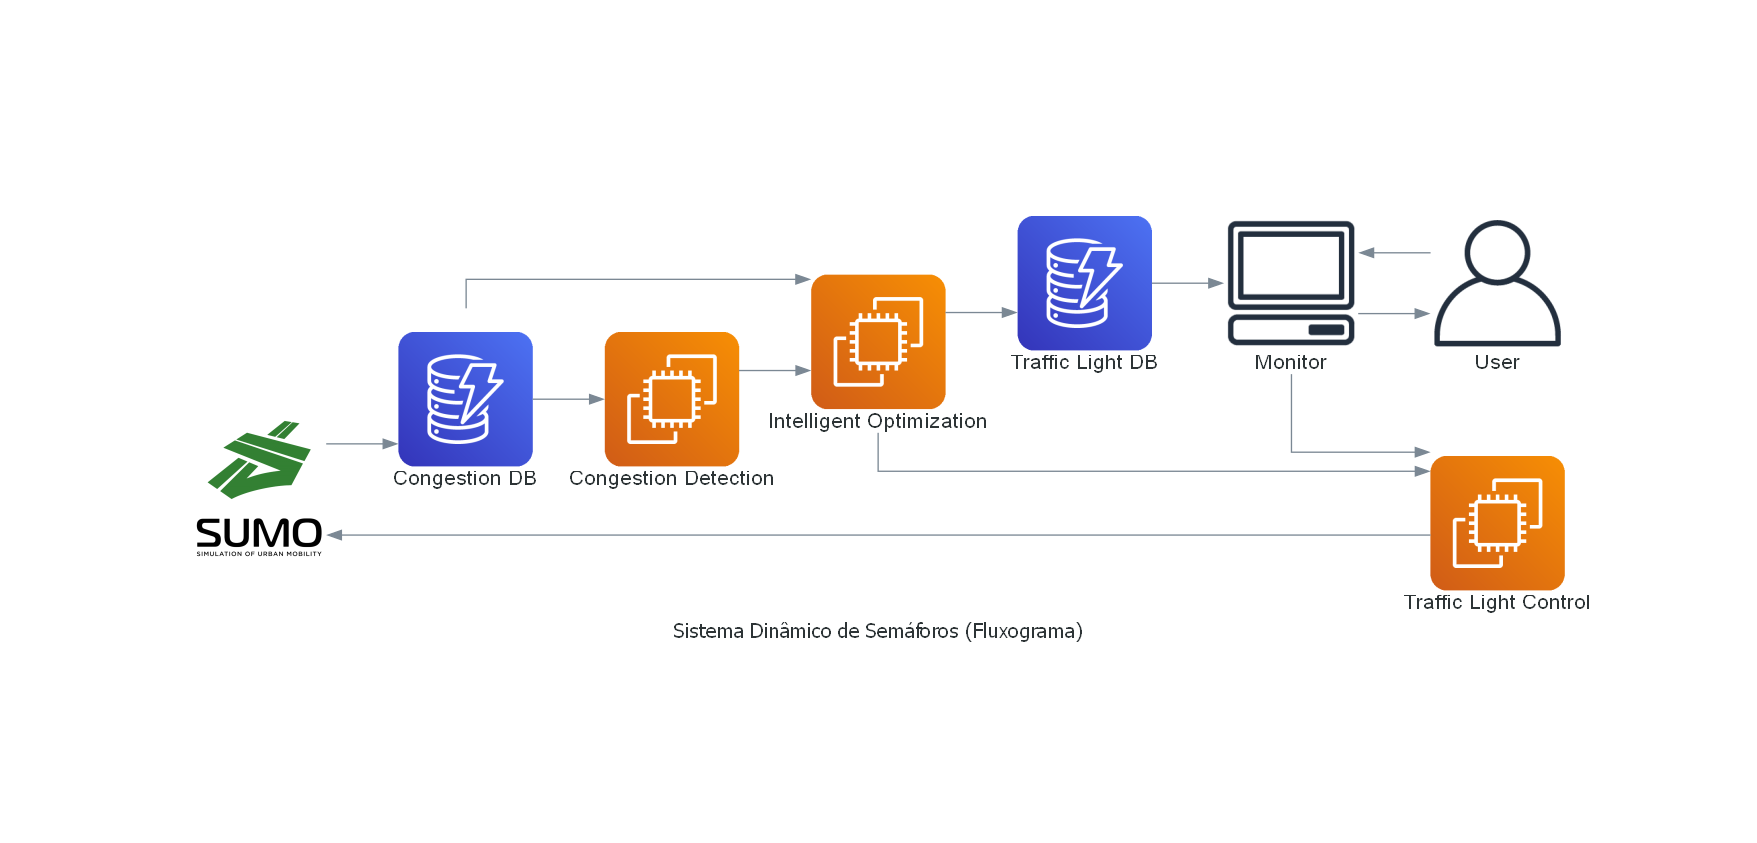 Traffic Light DB
Monitor
User
Intelligent Optimization
Congestion DB
Congestion Detection
SUMO
SIMULATION OF URBAN MOBILITY
Traffic Light Control
Sistema Dinâmico de Semáforos (Fluxograma)